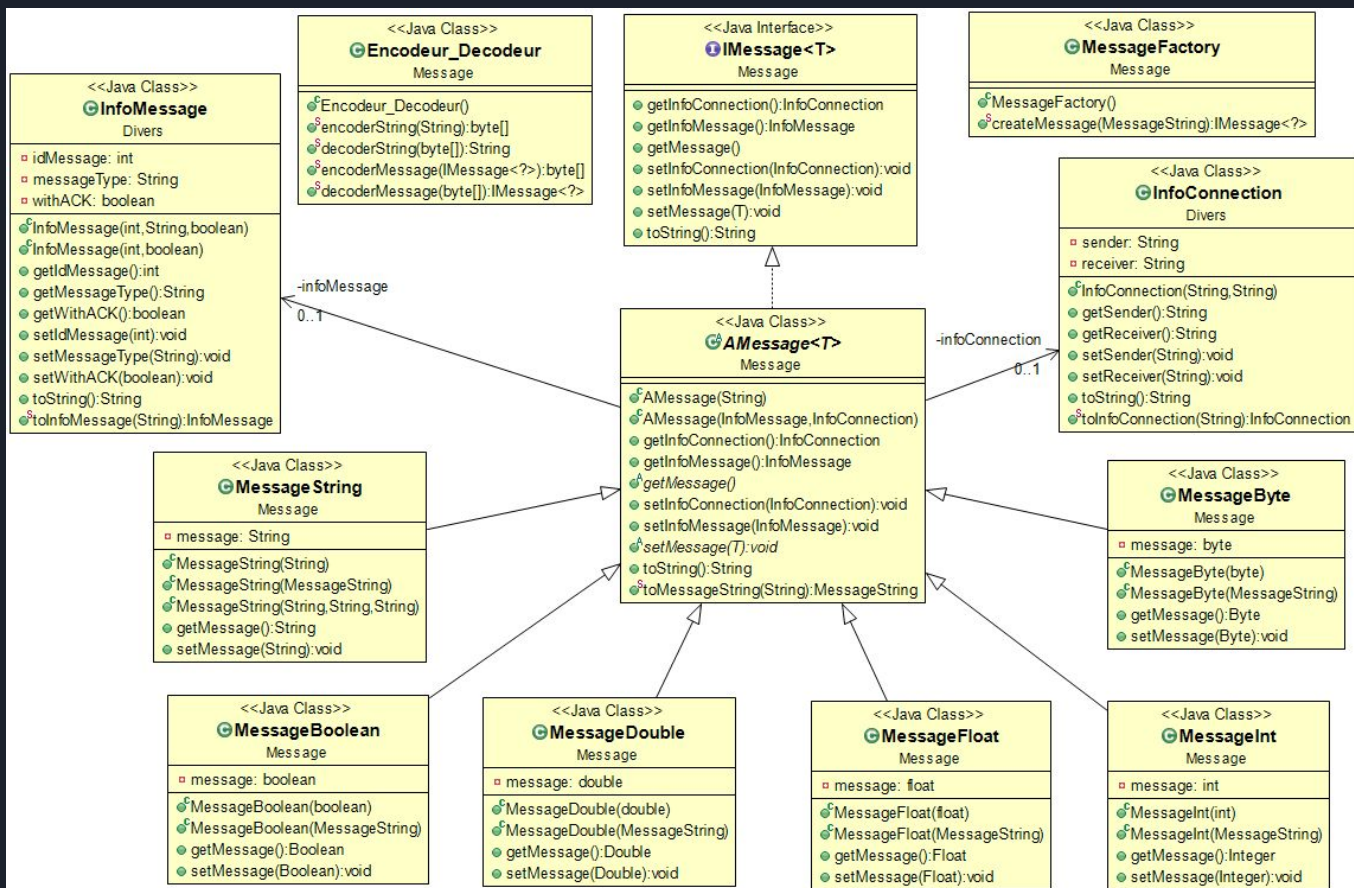 <<Java Class>>
InfoMessage
Divers
idMessage: int
messageType: String
withACK: boolean
InfoMessage(int,String,boolean)
InfoMessage(int,boolean)
getIdMessage():int
getMessageType():String
getWithACK():boolean
setIdMessage(int):void
setMessageType(String):void
setWithACK(boolean):void
toString():String
toInfoMessage(String):InfoMessage
<<Java Class>>
Encodeur_Decodeur
Message
Encodeur_Decodeur()
encoderString(String):byte[]
decoderString(byte[]):String
encoderMessage(IMessage<?>):byte[]
decoderMessage(byte[]):IMessage<?>
<<Java Interface>>
IMessage<T>
Message
getInfoConnection():InfoConnection
getInfoMessage():InfoMessage
getMessage()
setInfoConnection(InfoConnection):void
setInfoMessage(InfoMessage):void
setMessage(T):void
toString():String
<<Java Class>>
MessageFactory
Message
MessageFactory()
createMessage(MessageString):IMessage<?>
<<Java Class>>
InfoConnection
Divers
sender: String
receiver: String
InfoConnection(String,String)
getSender():String
getReceiver():String
setSender(String):void
setReceiver(String):void
toString():String
toInfoConnection(String):InfoConnection
-infoMessage
0..1
-infoConnection
0..1
<<Java Class>>
AMessage<T>
Message
AMessage(String)
AMessage(InfoMessage,InfoConnection)
getInfoConnection():InfoConnection
getInfoMessage():InfoMessage
getMessage()
setInfoConnection(InfoConnection):void
setInfoMessage(InfoMessage):void
setMessage(T):void
toString():String
toMessageString(String):MessageString
<<Java Class>>
MessageString
Message
message: String
MessageString(String)
MessageString(MessageString)
MessageString(String,String,String)
getMessage():String
setMessage(String):void
<<Java Class>>
MessageByte
Message
message: byte
MessageByte(byte)
MessageByte(MessageString)
getMessage():Byte
setMessage(Byte):void
<<Java Class>>
MessageBoolean
Message
message: boolean
MessageBoolean(boolean)
MessageBoolean(MessageString)
getMessage():Boolean
setMessage(Boolean):void
<<Java Class>>
MessageDouble
Message
message: double
MessageDouble(double)
MessageDouble(MessageString)
getMessage():Double
setMessage(Double):void
<<Java Class>>
MessageFloat
Message
message: float
MessageFloat(float)
MessageFloat(MessageString)
getMessage():Float
setMessage(Float):void
<<Java Class>>
MessageInt
Message
message: int
MessageInt(int)
MessageInt(MessageString)
getMessage():Integer
setMessage(Integer):void